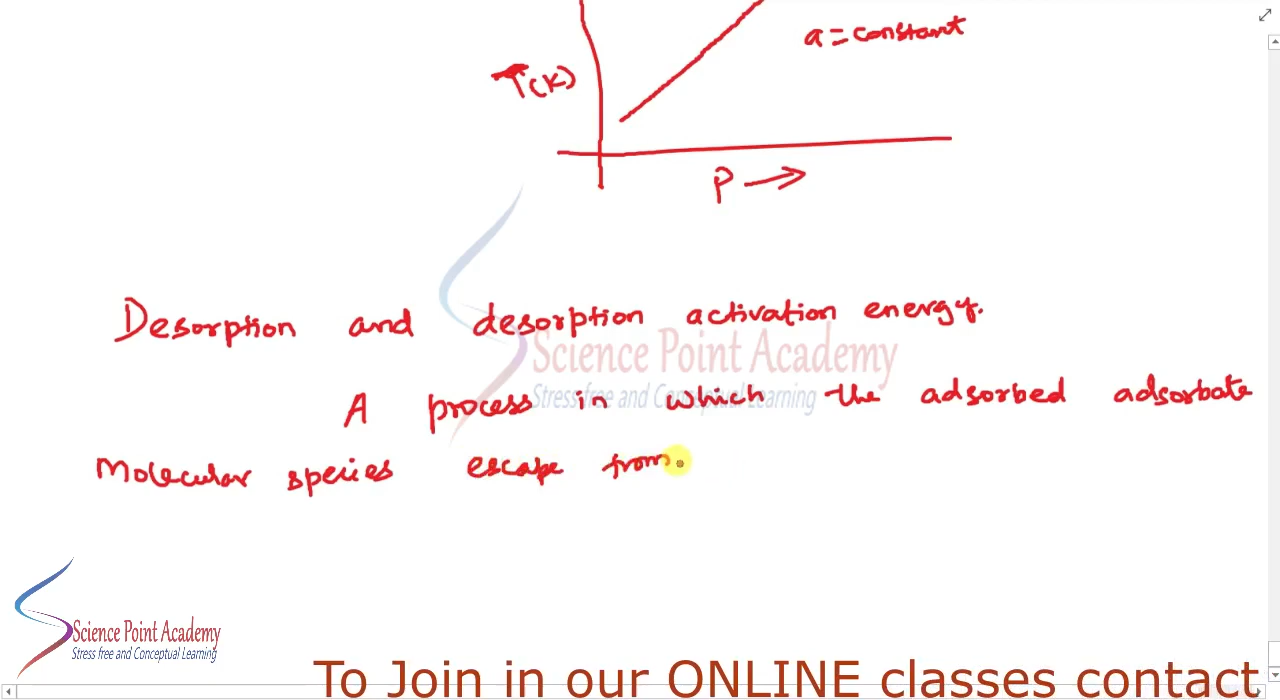 a = constant
T(K)
P →
Desorption and desorption activation energy.
Science Point Academy
Stress free and Conceptual Learning
A process in which the adsorbed adsorbate
Molecular species escape from
Science Point Academy
Stress free and Conceptual Learning
To Join in our ONLINE classes contact